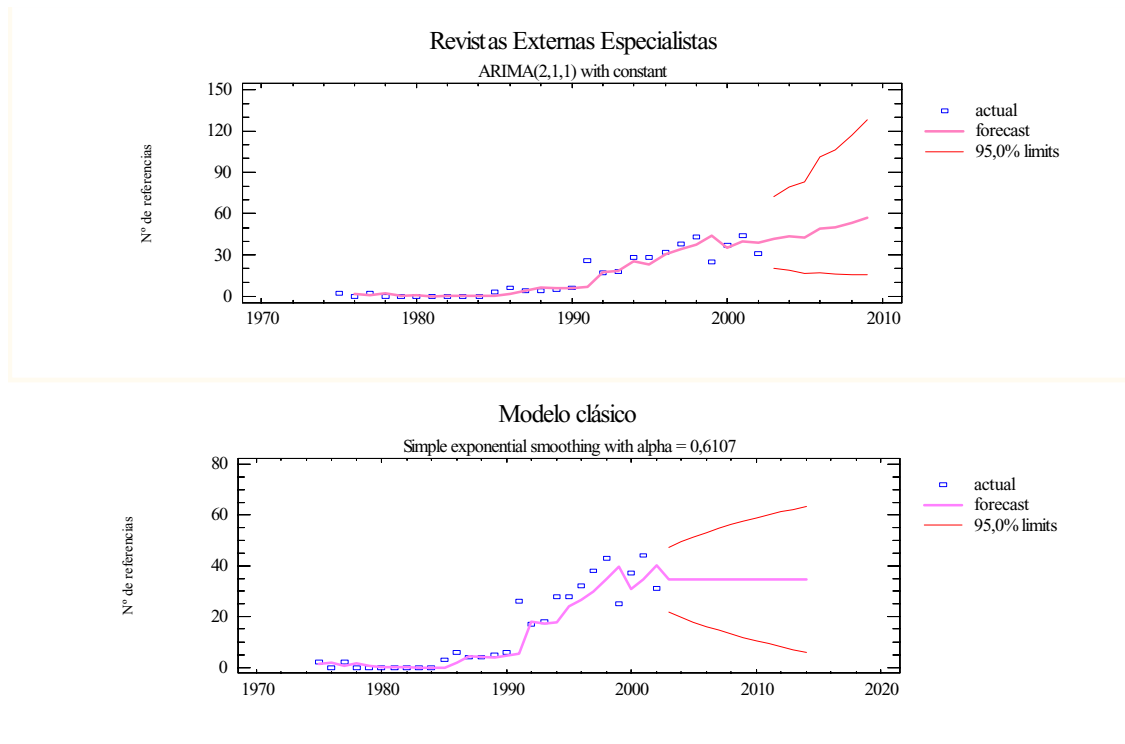 Revistas Externas Especialistas
ARIMA(2,1,1) with constant
Nº de referencias
150
120
90
60
30
0
1970
1980
1990
2000
2010
actual
forecast
95,0% limits
Modelo clásico
Simple exponential smoothing with alpha = 0,6107
Nº de referencias
80
60
40
20
0
1970
1980
1990
2000
2010
2020
actual
forecast
95,0% limits